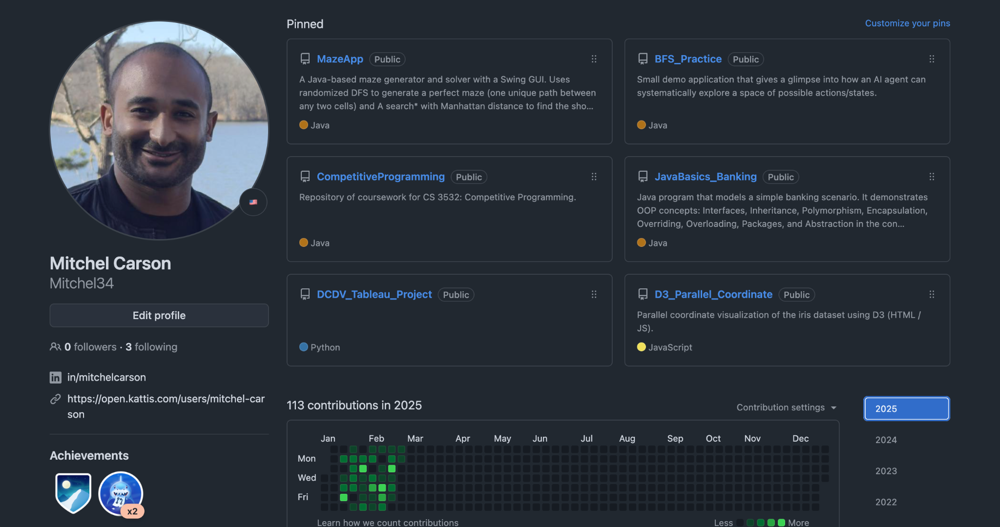 Pinned
Customize your pins
MazeApp Public
A Java-based maze generator and solver with a Swing GUI. Uses
randomized DFS to generate a perfect maze (one unique path between
any two cells) and A search* with Manhattan distance to find the sho...
Java
BFS_Practice Public
Small demo application that gives a glimpse into how an AI agent can
systematically explore a space of possible actions/states.
Java
CompetitiveProgramming Public
Repository of coursework for CS 3532: Competitive Programming.
Java
JavaBasics_Banking Public
Java program that models a simple banking scenario. It demonstrates
OOP concepts: Interfaces, Inheritance, Polymorphism, Encapsulation,
Overriding, Overloading, Packages, and Abstraction in the con...
Java
DCDV_Tableau_Project Public
Python
D3_Parallel_Coordinate Public
Parallel coordinate visualization of the iris dataset using D3 (HTML /
JS).
JavaScript
Mitchel Carson
Mitchel34
Edit profile
0 followers · 3 following
in/mitchelcarson
https://open.kattis.com/users/mitchel-car
son
Achievements
x2
113 contributions in 2025
Contribution settings
2025
2024
2023
2022
Jan Feb Mar Apr May Jun Jul Aug Sep Oct Nov Dec
Mon
Wed
Fri
Learn how we count contributions
Less More